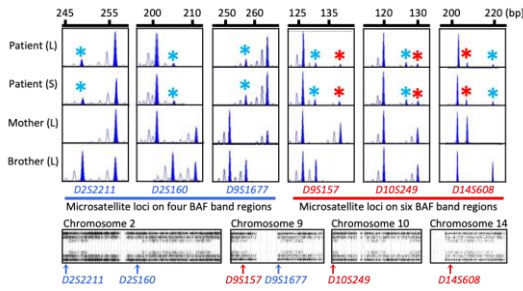 245 255 200 210 250 260 125 135 120 130 200 220 (bp)
Patient (L)
Patient (S)
Mother (L)
Brother (L)
D2S2211 D2S160 D9S1677 D9S157 D10S249 D14S608
Microsatellite loci on four BAF band regions Microsatellite loci on six BAF band regions
Chromosome 2 Chromosome 9 Chromosome 10 Chromosome 14
D2S2211 D2S160 D9S157 D9S1677 D10S249 D14S608